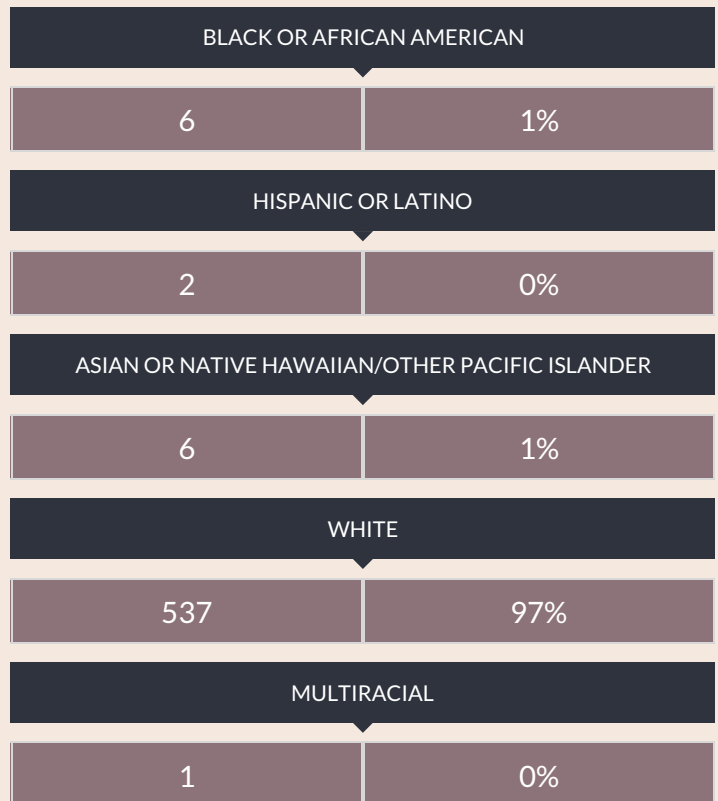 BLACK OR AFRICAN AMERICAN
6 1%
HISPANIC OR LATINO
2 0%
ASIAN OR NATIVE HAWAIIAN/OTHER PACIFIC ISLANDER
6 1%
WHITE
537 97%
MULTIRACIAL
1 0%